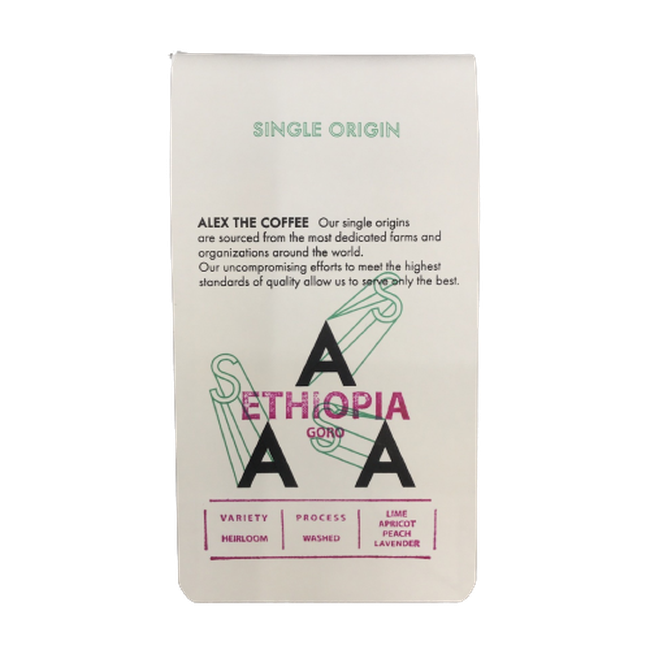 SINGLE ORIGIN
ALEX THE COFFEE Our single origins
are sourced from the most dedicated farms and
organizations around the world.
Our uncompromising efforts to meet the highest
standards of quality allow us to serve only the best.
S
A
S
ETHIOPIA
S
GORO
A A
VARIETY
HEIRLOOM
PROCESS
WASHED
LIME
APRICOT
PEACH
LAVENDER